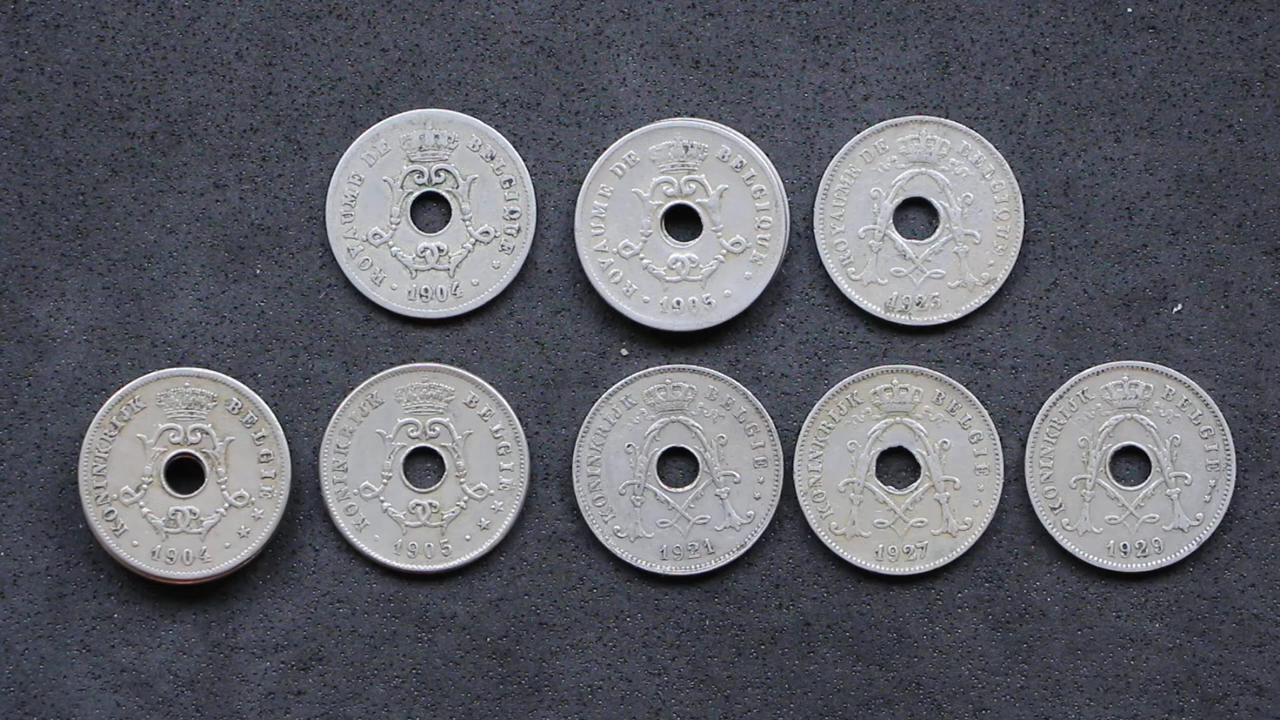 ROYAUME DE BELGIQUE
· 1904 ·
ROYAUME DE BELGIQUE
· 1905 ·
ROYAUME DE BELGIQUE
KONINKRIJK BELGIE
· 1904 ·
KONINKRIJK BELGIE
· 1905 ·
KONINKRIJK BELGIE
1921
KONINKRIJK BELGIE
1927
KONINKRIJK BELGIE
1929